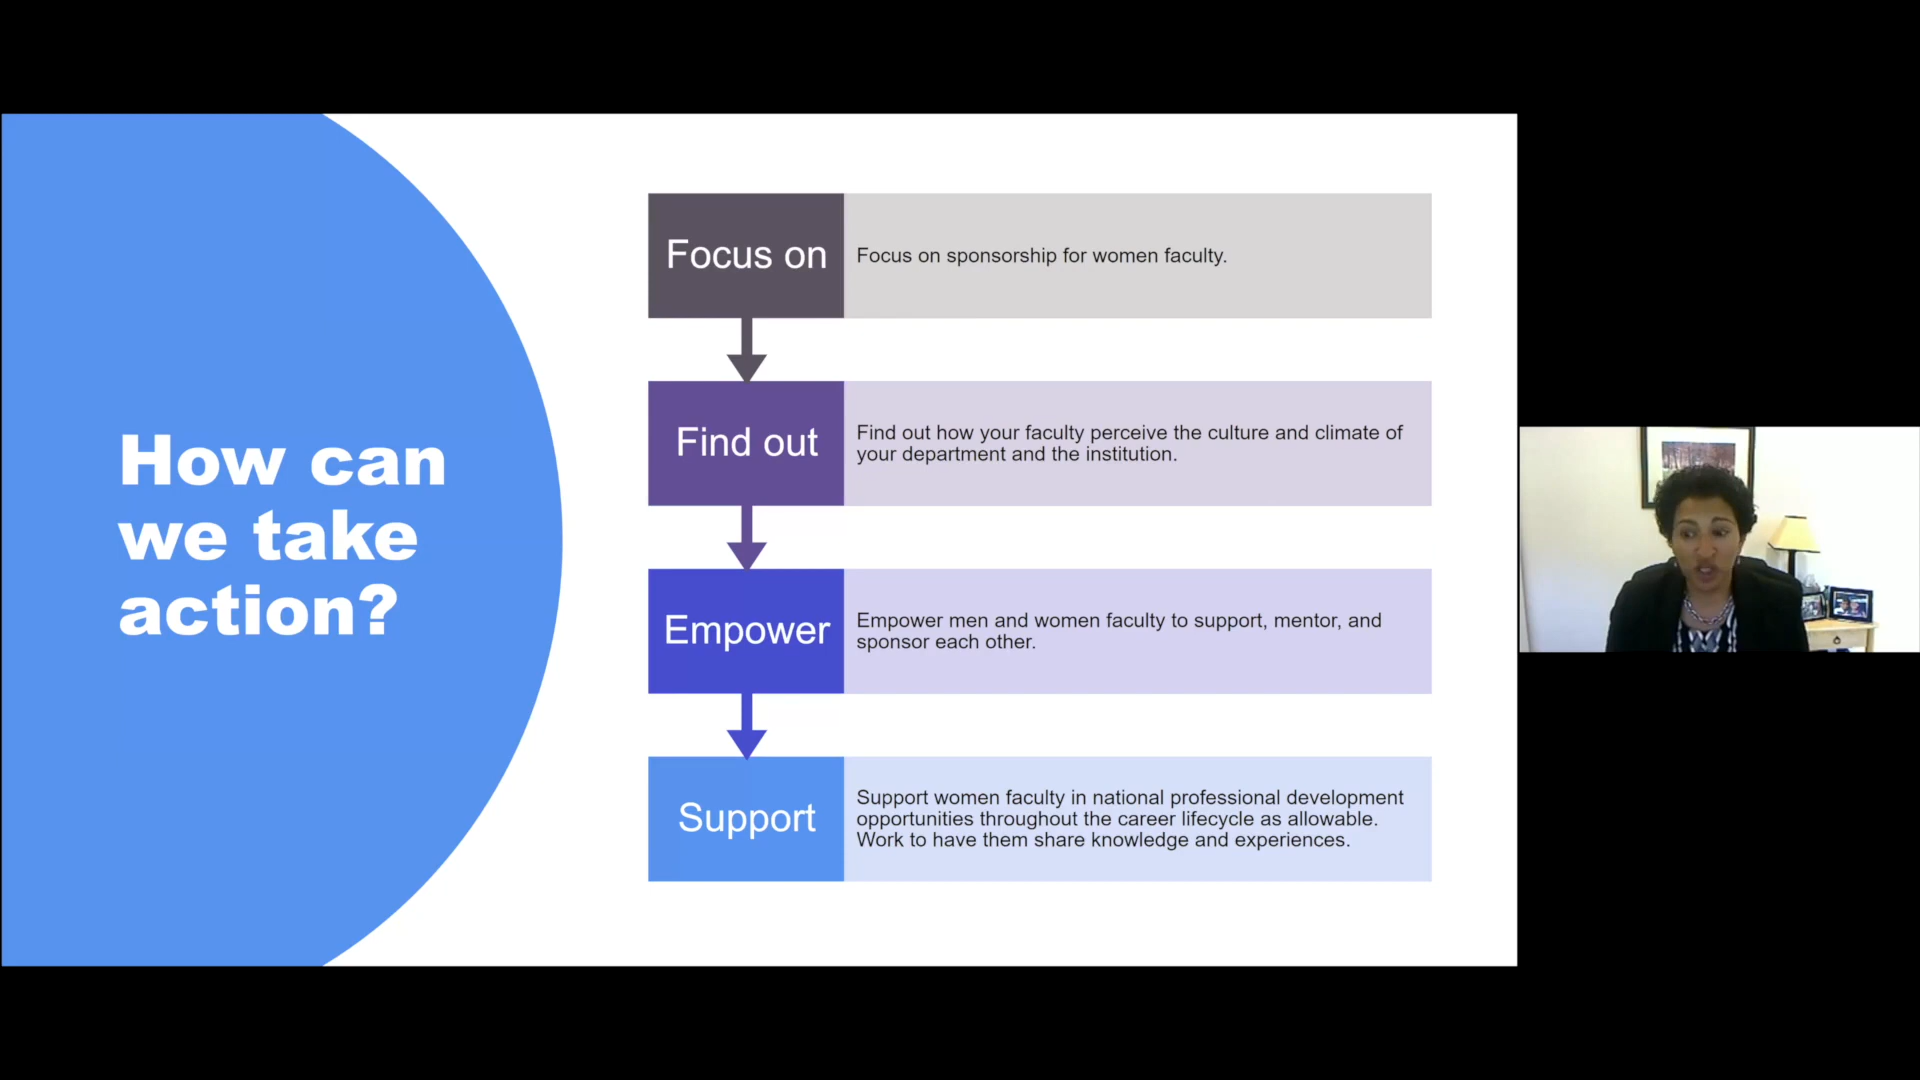 How can
we take
action?
Focus on
Focus on sponsorship for women faculty.
Find out
Find out how your faculty perceive the culture and climate of
your department and the institution.
Empower
Empower men and women faculty to support, mentor, and
sponsor each other.
Support
Support women faculty in national professional development
opportunities throughout the career lifecycle as allowable.
Work to have them share knowledge and experiences.